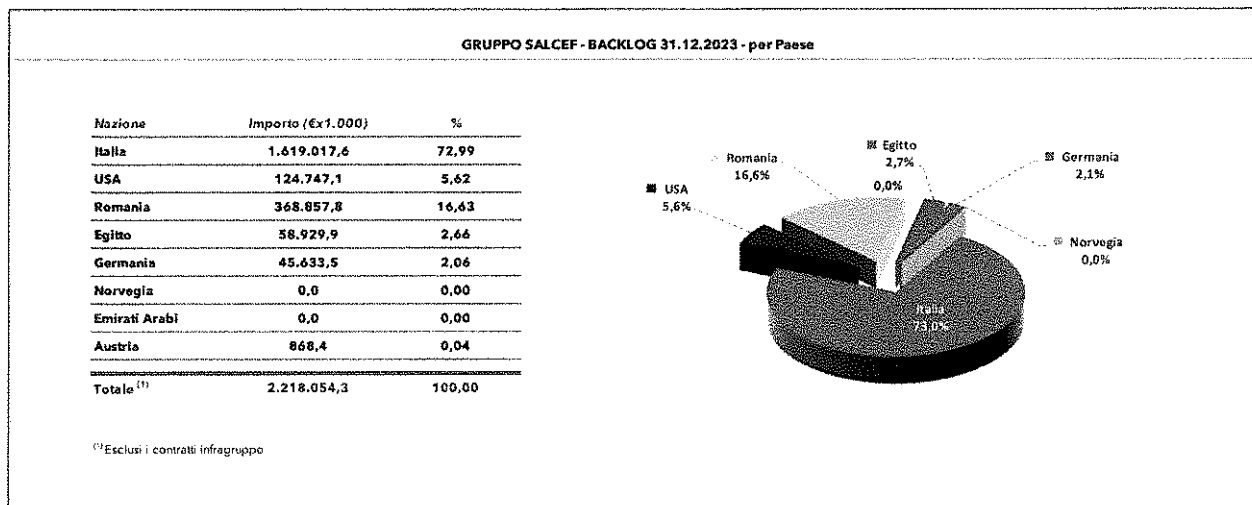 GRUPPO SALCEF - BACKLOG 31.12.2023 - per Paese
Nazione Importo (€x1.000) %
Italia 1.619.017,6 72,99
USA 124.747,1 5,62
Romania 368.857,8 16,63
Egitto 58.929,9 2,66
Germania 45.633,5 2,06
Norvegia 0,0 0,00
Emirati Arabi 0,0 0,00
Austria 868,4 0,04
Totale (1) 2.218.054,3 100,00
(1) Esclusi i contratti infragruppo
Egitto
2,7%
Romania
16,6%
Germania
2,1%
0,0%
USA
5,6%
Norvegia
0,0%
Italia
73,0%